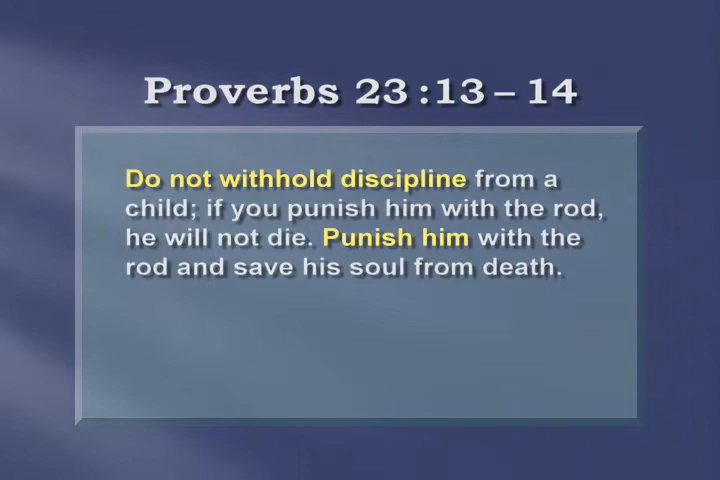 Proverbs 23:13 – 14
Do not withhold discipline from a
child; if you punish him with the rod,
he will not die. Punish him with the
rod and save his soul from death.